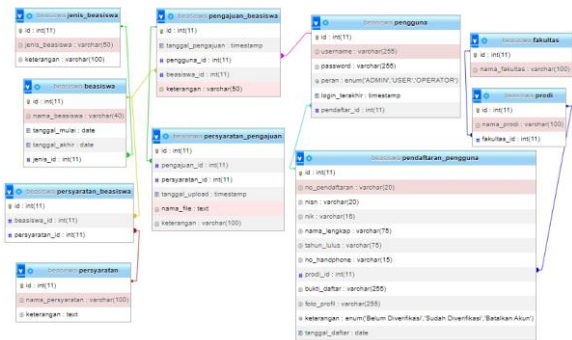 beasiswa jenis_beasiswa
id : int(11)
jenis_beasiswa : varchar(50)
keterangan : varchar(100)
beasiswa beasiswa
id : int(11)
nama_beasiswa : varchar(40)
tanggal_mulai : date
tanggal_akhir : date
jenis_id : int(11)
beasiswa persyaratan_beasiswa
id : int(11)
beasiswa_id : int(11)
persyaratan_id : int(11)
beasiswa persyaratan
id : int(11)
nama_persyaratan : varchar(100)
keterangan : text
beasiswa pengajuan_beasiswa
id : int(11)
tanggal_pengajuan : timestamp
pengguna_id : int(11)
beasiswa_id : int(11)
keterangan : varchar(50)
beasiswa persyaratan_pengajuan
id : int(11)
pengajuan_id : int(11)
persyaratan_id : int(11)
tanggal_upload : timestamp
nama_file : text
keterangan : varchar(100)
beasiswa pengguna
id : int(11)
username : varchar(255)
password : varchar(255)
peran : enum('ADMIN','USER','OPERATOR')
login_terakhir : timestamp
pendaftar_id : int(11)
beasiswa pendaftaran_pengguna
id : int(11)
no_pendaftaran : varchar(20)
nisn : varchar(20)
nik : varchar(16)
nama_lengkap : varchar(75)
tahun_lulus : varchar(75)
no_handphone : varchar(15)
prodi_id : int(11)
bukti_daftar : varchar(255)
foto_profil : varchar(255)
keterangan : enum('Belum Diverifikasi','Sudah Diverifikasi','Batalkan Akun')
tanggal_daftar : date
beasiswa fakultas
id : int(11)
nama_fakultas : varchar(100)
beasiswa prodi
id : int(11)
nama_prodi : varchar(100)
fakultas_id : int(11)